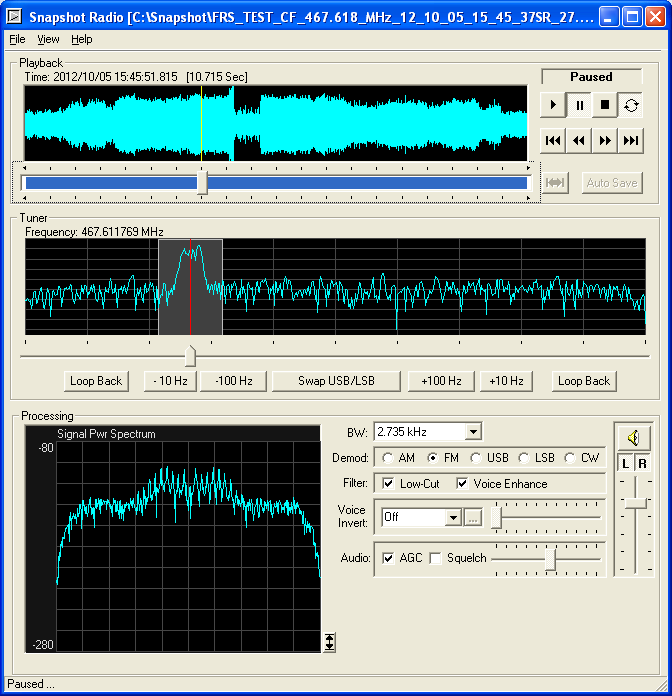 Snapshot Radio [C:\Snapshot\FRS_TEST_CF_467.618_MHz_12_10_05_15_45_37SR_27....
File View Help
Playback
Time: 2012/10/05 15:45:51.815 [10.715 Sec]
Paused
Auto Save
Tuner
Frequency: 467.611769 MHz
Loop Back - 10 Hz -100 Hz Swap USB/LSB +100 Hz +10 Hz Loop Back
Processing
Signal Pwr Spectrum
-80
-280
BW: 2.735 kHz
Demod: AM FM USB LSB CW
Filter: Low-Cut Voice Enhance
Voice Invert: Off ...
Audio: AGC Squelch
L R
Paused ...